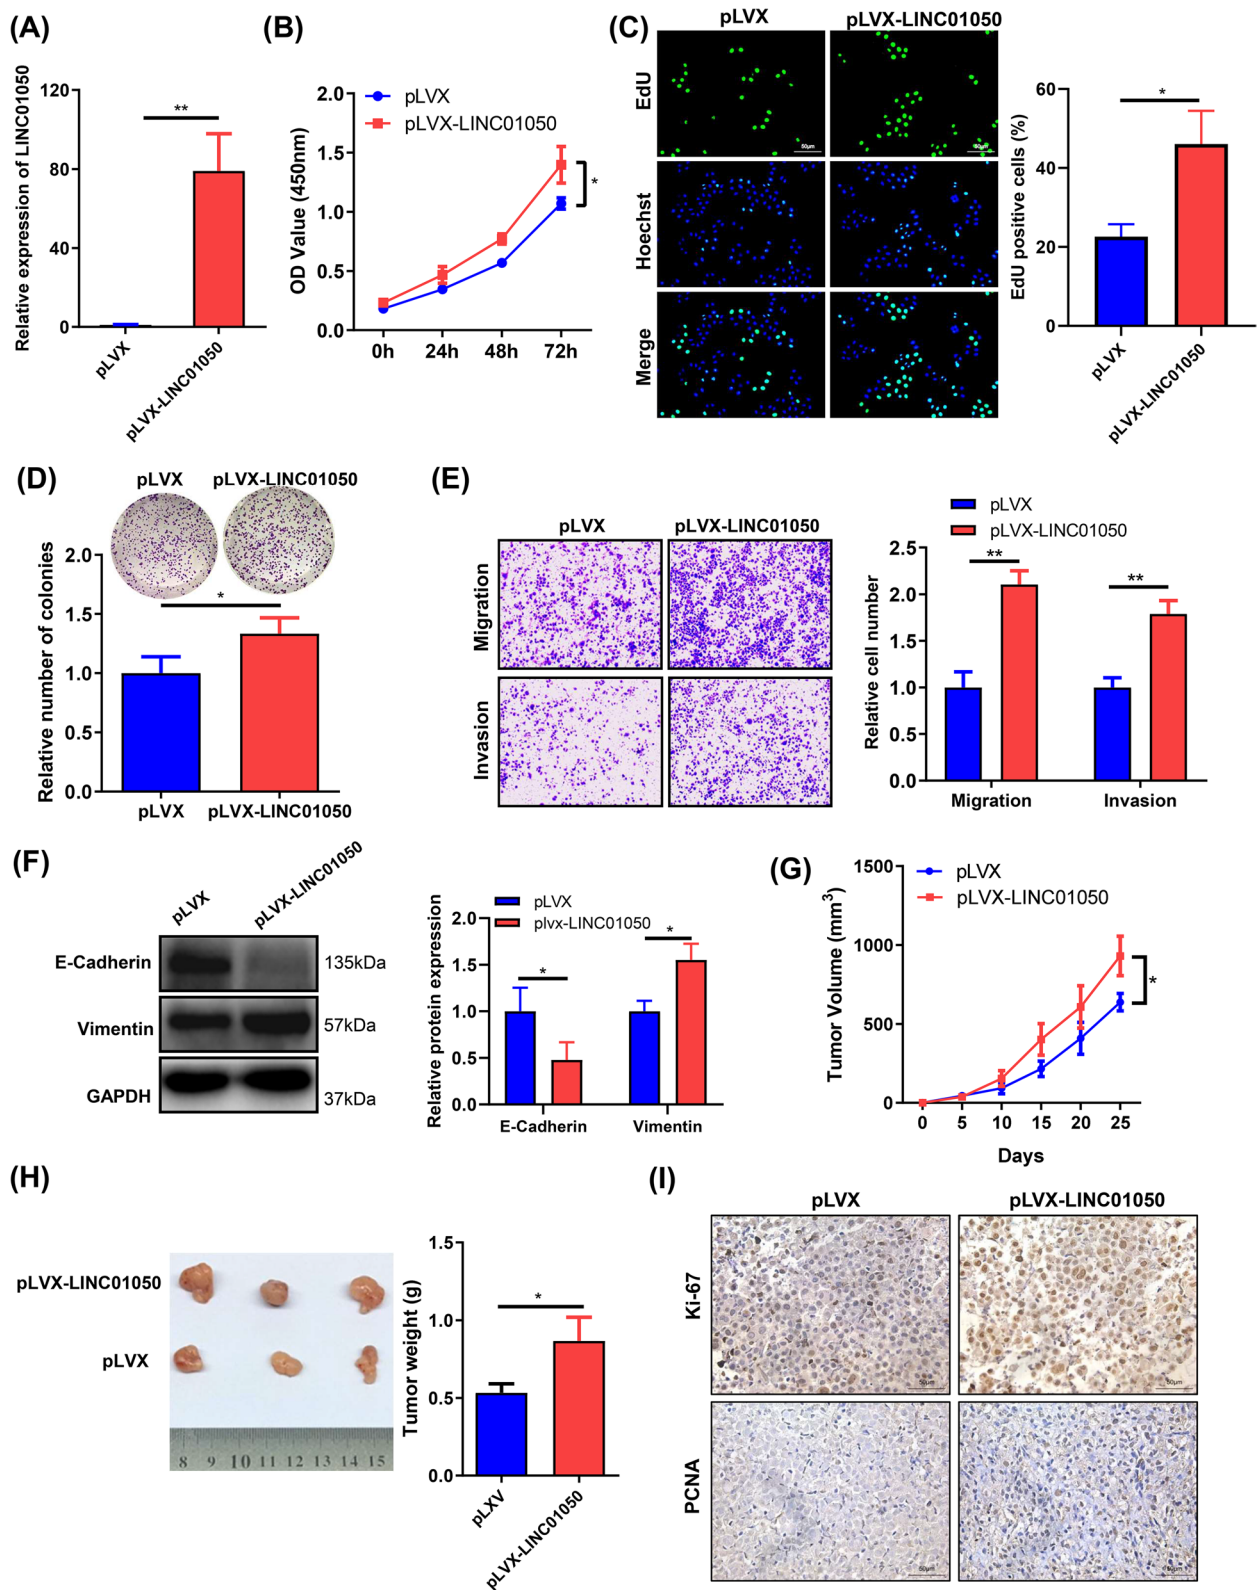 (A)
Relative expression of LINC01050
120
80
40
0
**
pLVX
pLVX-LINC01050
(B)
OD Value (450nm)
2.0
1.5
1.0
0.5
0.0
pLVX
pLVX-LINC01050
*
0h 24h 48h 72h
(C)
pLVX pLVX-LINC01050
EdU
50μm 50μm
Hoechst
Merge
EdU positive cells (%)
60
40
20
0
*
pLVX
pLVX-LINC01050
(D)
pLVX pLVX-LINC01050
Relative number of colonies
2.0
1.5
1.0
0.5
0.0
*
pLVX pLVX-LINC01050
(E)
pLVX pLVX-LINC01050
Migration
Invasion
pLVX
pLVX-LINC01050
Relative cell number
2.5
2.0
1.5
1.0
0.5
0.0
**
**
Migration Invasion
(F)
pLVX
pLVX-LINC01050
E-Cadherin 135kDa
Vimentin 57kDa
GAPDH 37kDa
pLVX
plvx-LINC01050
Relative protein expression
2.0
1.5
1.0
0.5
0.0
*
*
E-Cadherin Vimentin
(G)
Tumor Volume (mm3)
1500
1000
500
0
pLVX
pLVX-LINC01050
*
0 5 10 15 20 25
Days
(H)
pLVX-LINC01050
pLVX
8 9 10 11 12 13 14 15
Tumor weight (g)
1.5
1.0
0.5
0.0
*
pLXV
pLVX-LINC01050
(I)
pLVX pLVX-LINC01050
Ki-67
50μm 50μm
PCNA
50μm 50μm